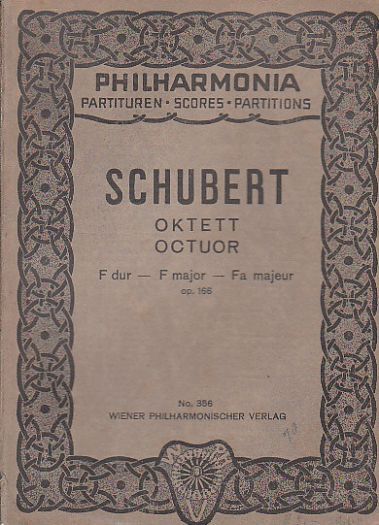 PHILHARMONIA
PARTITUREN • SCORES • PARTITIONS
SCHUBERT
OKTETT
OCTUOR
F dur — F major — Fa majeur
op. 166
No. 356
WIENER PHILHARMONISCHER VERLAG